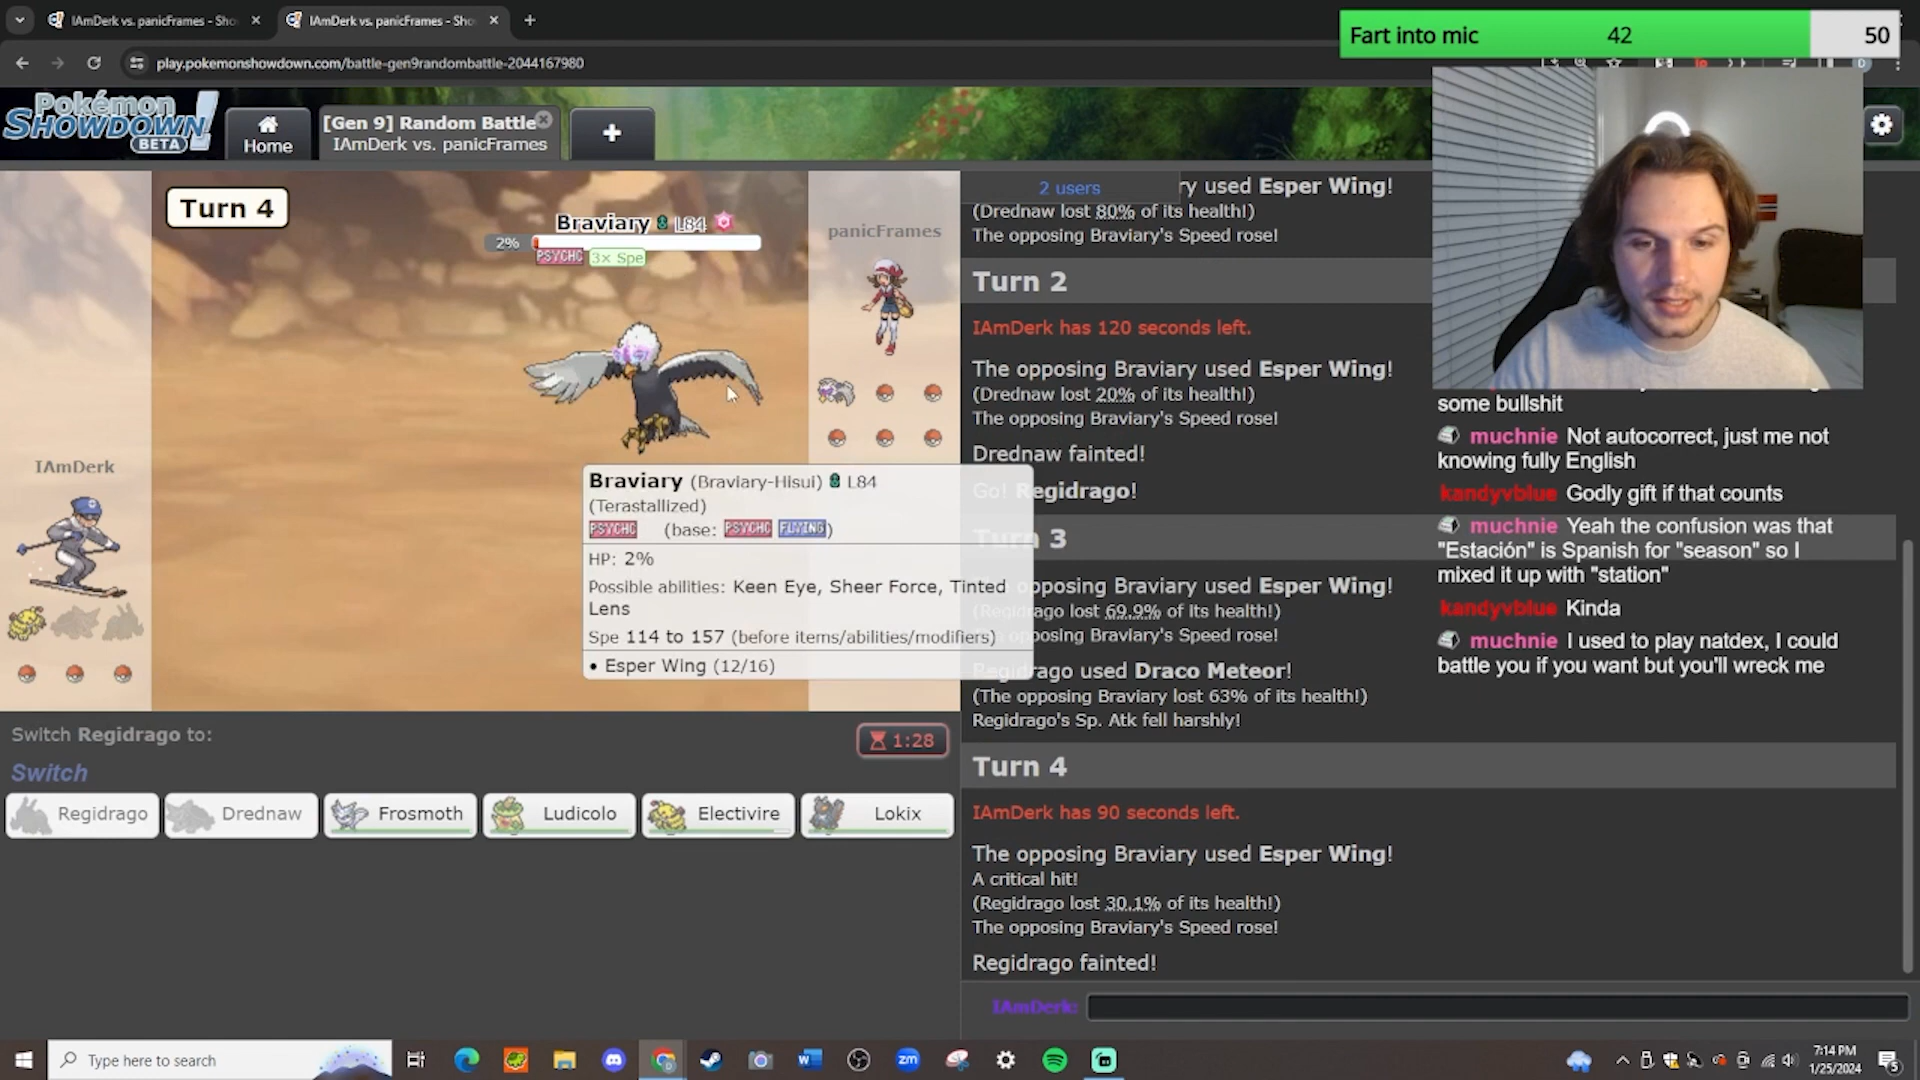 IAmDerk vs. panicFrames - Sho
IAmDerk vs. panicFrames - Sho
Fart into mic 42 50
play.pokemonshowdown.com/battle-gen9randombattle-2044167980
Pokémon
SHOWDOWN!
BETA
Home
[Gen 9] Random Battle
IAmDerk vs. panicFrames
Turn 4
Braviary L84
2%
PSYCHC 3× Spe
panicFrames
IAmDerk
Braviary (Braviary-Hisui) L84
(Terastallized)
PSYCHC (base: PSYCHC FLYING)
HP: 2%
Possible abilities: Keen Eye, Sheer Force, Tinted
Lens
Spe 114 to 157 (before items/abilities/modifiers)
• Esper Wing (12/16)
Switch Regidrago to:
1:28
Switch
Regidrago
Drednaw
Frosmoth
Ludicolo
Electivire
Lokix
2 users
ry used Esper Wing!
(Drednaw lost 80% of its health!)
The opposing Braviary's Speed rose!
Turn 2
IAmDerk has 120 seconds left.
The opposing Braviary used Esper Wing!
(Drednaw lost 20% of its health!)
The opposing Braviary's Speed rose!
Drednaw fainted!
Go! Regidrago!
Turn 3
opposing Braviary used Esper Wing!
(Regidrago lost 69.9% of its health!)
opposing Braviary's Speed rose!
Regidrago used Draco Meteor!
(The opposing Braviary lost 63% of its health!)
Regidrago's Sp. Atk fell harshly!
Turn 4
IAmDerk has 90 seconds left.
The opposing Braviary used Esper Wing!
A critical hit!
(Regidrago lost 30.1% of its health!)
The opposing Braviary's Speed rose!
Regidrago fainted!
IAmDerk:
some bullshit
muchnie Not autocorrect, just me not
knowing fully English
kandyvblue Godly gift if that counts
muchnie Yeah the confusion was that
"Estación" is Spanish for "season" so I
mixed it up with "station"
kandyvblue Kinda
muchnie I used to play natdex, I could
battle you if you want but you'll wreck me
Type here to search
7:14 PM
1/25/2024